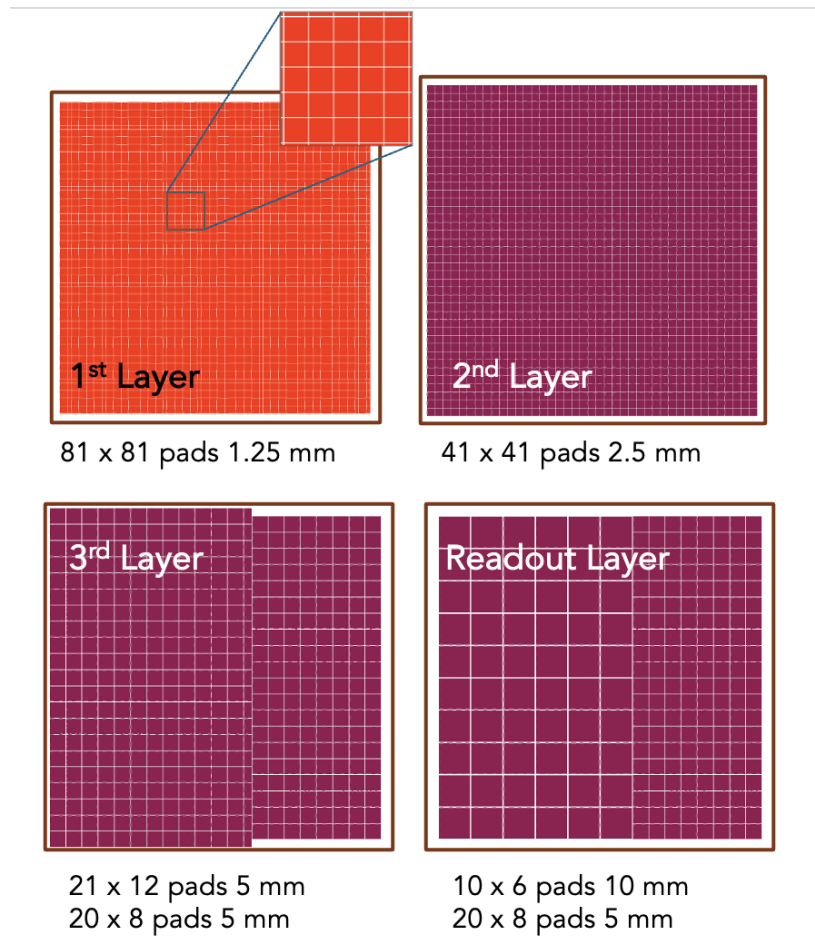 1st Layer
2nd Layer
81 x 81 pads 1.25 mm
41 x 41 pads 2.5 mm
3rd Layer
Readout Layer
21 x 12 pads 5 mm
20 x 8 pads 5 mm
10 x 6 pads 10 mm
20 x 8 pads 5 mm